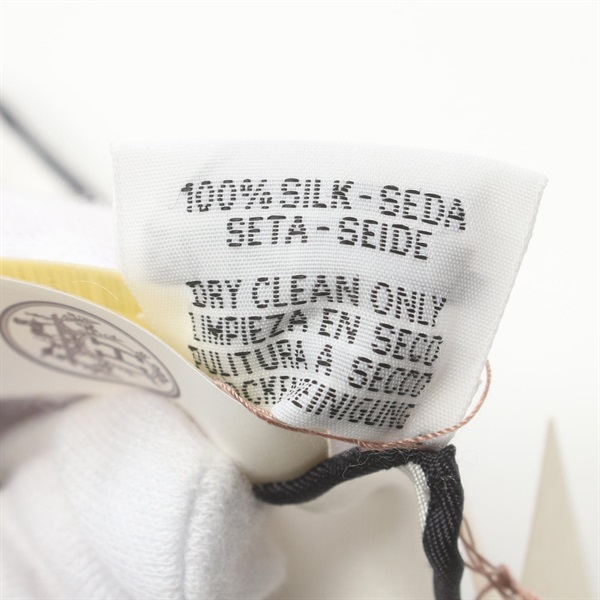 100% SILK - SEDA
SETA - SEIDE
DRY CLEAN ONLY
LIMPIEZA EN SECO
PULITURA A SECCO